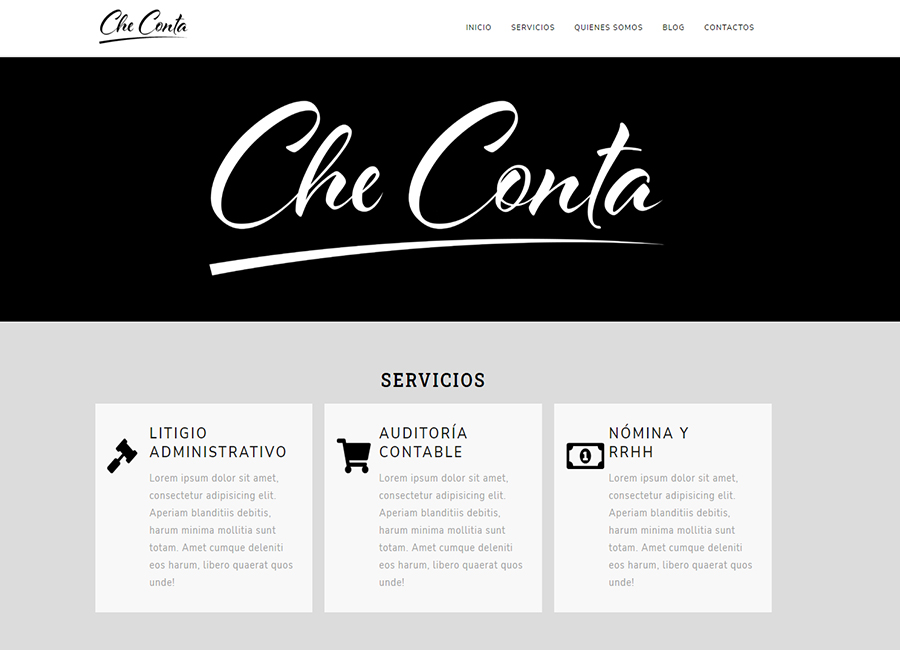 Che Conta
INICIO SERVICIOS QUIENES SOMOS BLOG CONTACTOS
Che Conta
SERVICIOS
LITIGIO
ADMINISTRATIVO
Lorem ipsum dolor sit amet,
consectetur adipisicing elit.
Aperiam blanditiis debitis,
harum minima mollitia sunt
totam. Amet cumque deleniti
eos harum, libero quaerat quos
unde!
AUDITORÍA
CONTABLE
Lorem ipsum dolor sit amet,
consectetur adipisicing elit.
Aperiam blanditiis debitis,
harum minima mollitia sunt
totam. Amet cumque deleniti
eos harum, libero quaerat quos
unde!
1
NÓMINA Y
RRHH
Lorem ipsum dolor sit amet,
consectetur adipisicing elit.
Aperiam blanditiis debitis,
harum minima mollitia sunt
totam. Amet cumque deleniti
eos harum, libero quaerat quos
unde!